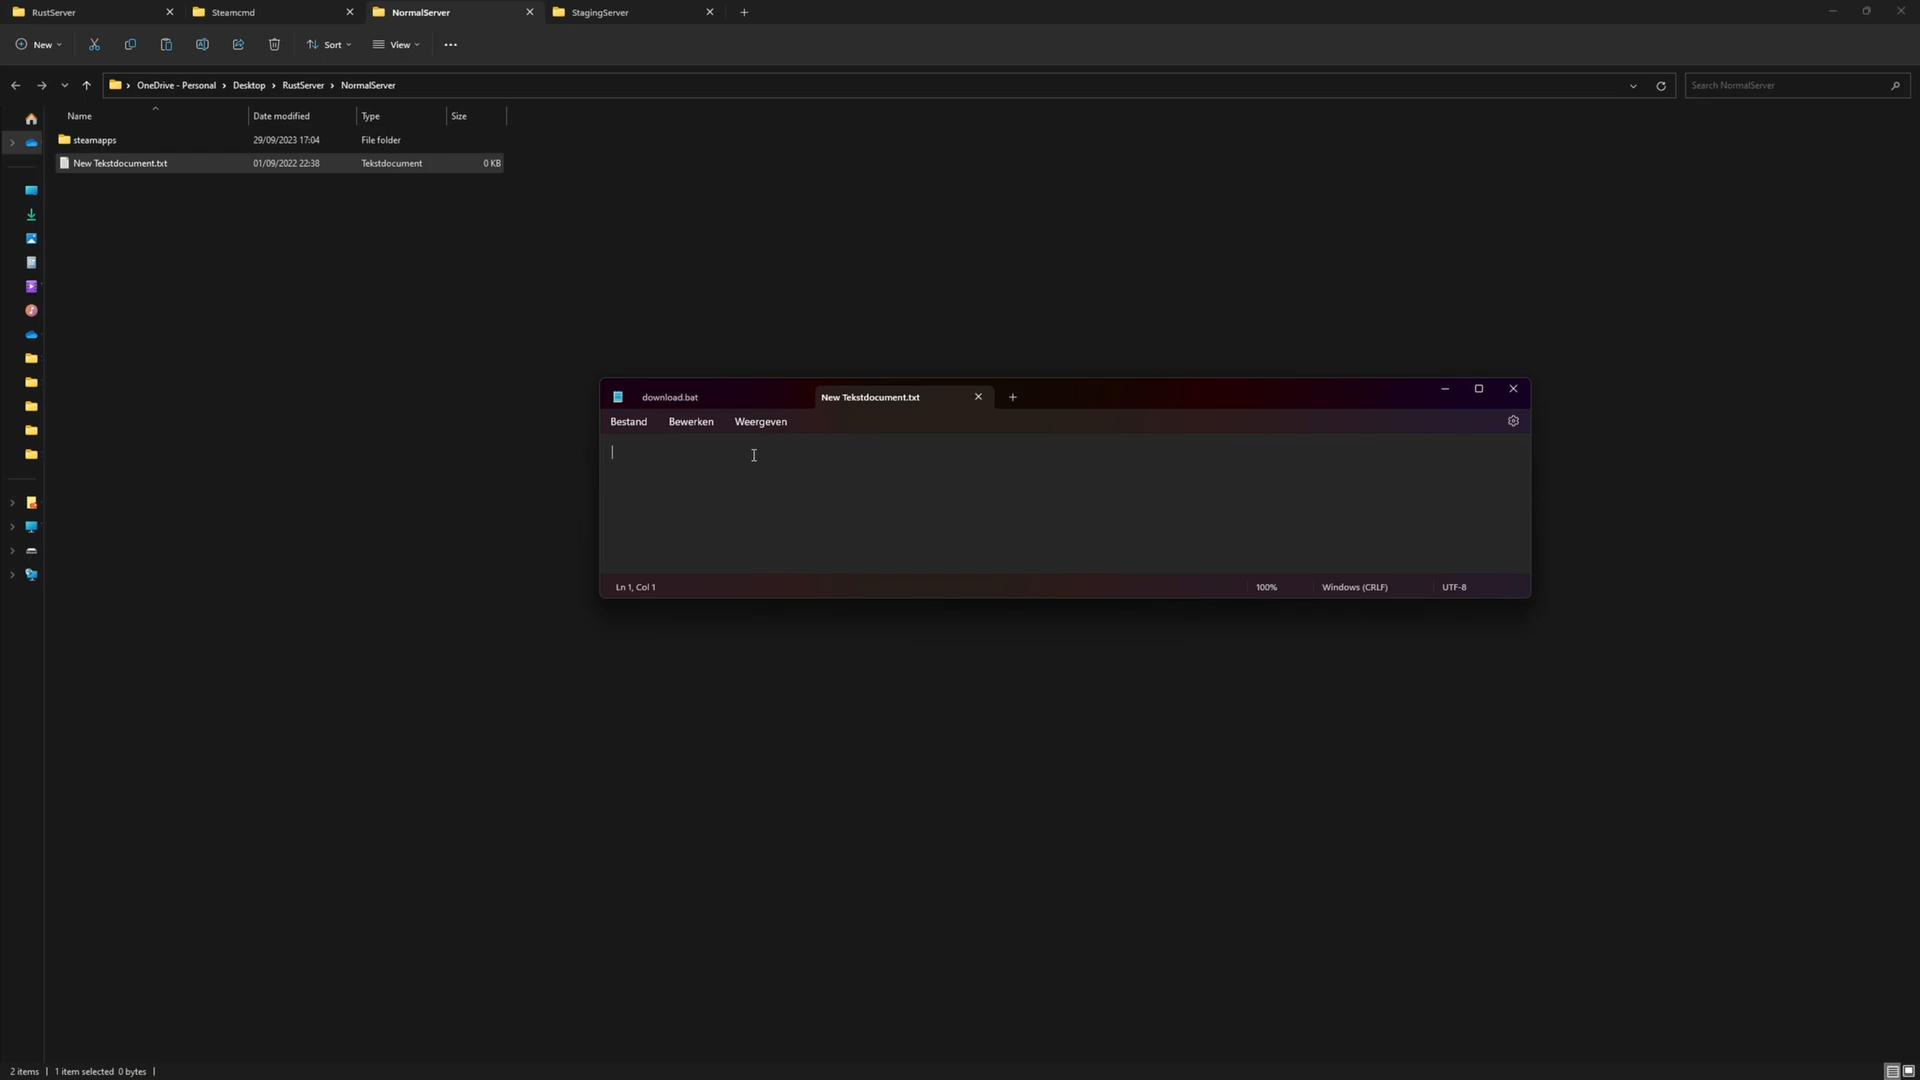 RustServer
Steamcmd
NormalServer
StagingServer
New
Sort
View
OneDrive - Personal › Desktop › RustServer › NormalServer
Search NormalServer
Name Date modified Type Size
steamapps 29/09/2023 17:04 File folder
New Tekstdocument.txt 01/09/2022 22:38 Tekstdocument 0 KB
download.bat
New Tekstdocument.txt
Bestand Bewerken Weergeven
Ln 1, Col 1 100% Windows (CRLF) UTF-8
2 items 1 item selected 0 bytes